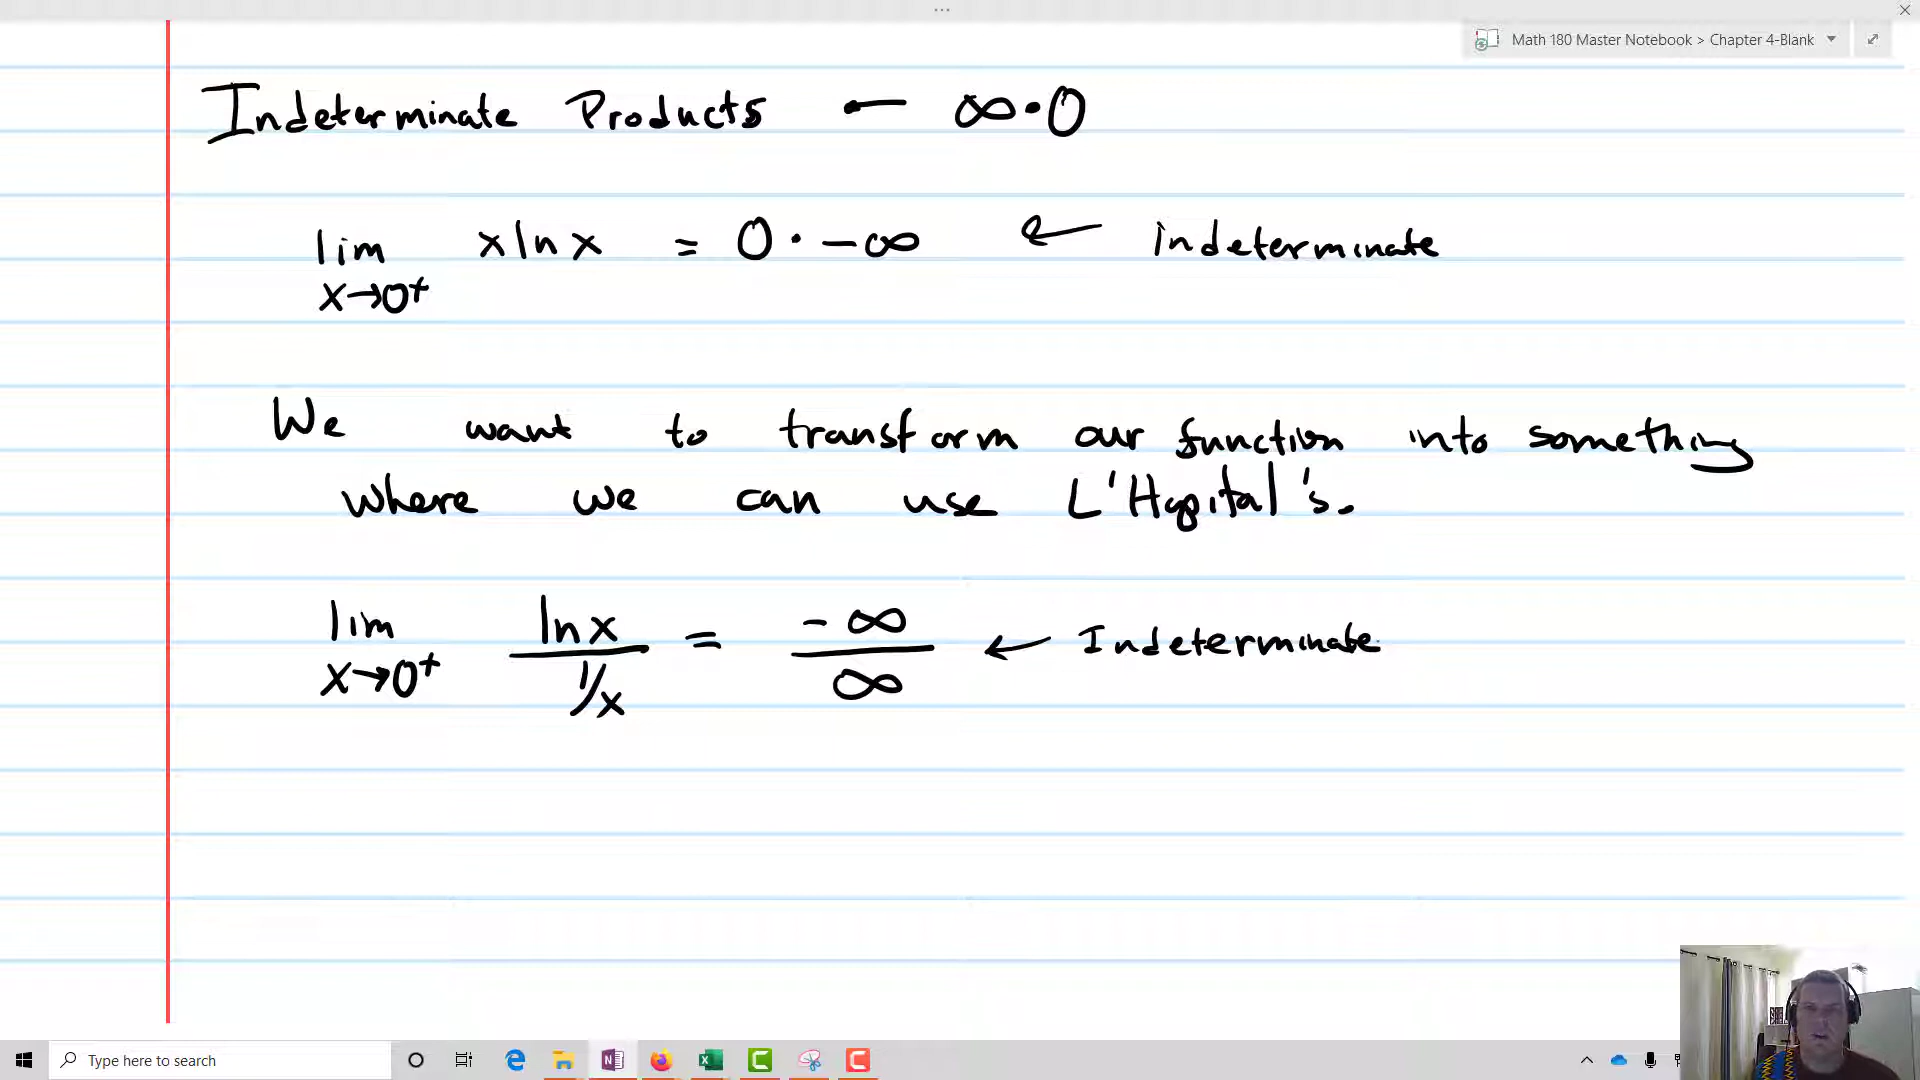 Math 180 Master Notebook > Chapter 4-Blank
Indeterminate Products — ∞·0
lim x→0⁺ x ln x = 0 · -∞ ← indeterminate
We want to transform our function into something
where we can use L'Hopital's.
lim x→0⁺ ln x / (1/x) = -∞/∞ ← Indeterminate
Type here to search